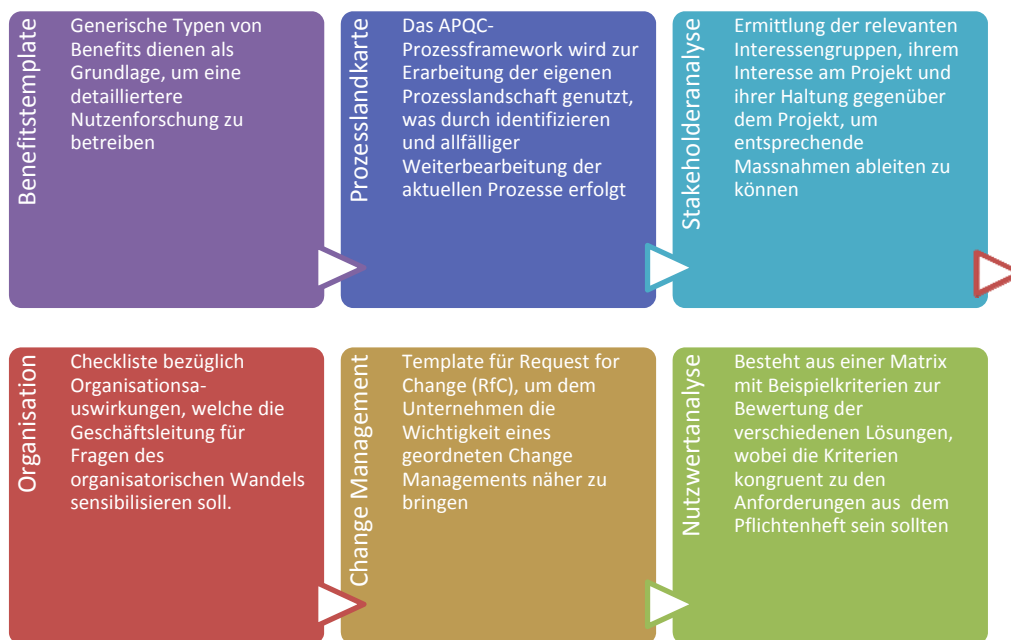 Benefitstemplate
Generische Typen von
Benefits dienen als
Grundlage, um eine
detailliertere
Nutzenforschung zu
betreiben
Prozesslandkarte
Das APQC-
Prozessframework wird zur
Erarbeitung der eigenen
Prozesslandschaft genutzt,
was durch identifizieren
und allfälliger
Weiterbearbeitung der
aktuellen Prozesse erfolgt
Stakeholderanalyse
Ermittlung der relevanten
Interessengruppen, ihrem
Interesse am Projekt und
ihrer Haltung gegenüber
dem Projekt, um
entsprechende
Massnahmen ableiten zu
können
Organisation
Checkliste bezüglich
Organisationsa-
uswirkungen, welche die
Geschäftsleitung für
Fragen des
organisatorischen Wandels
sensibilisieren soll.
Change Management
Template für Request for
Change (RfC), um dem
Unternehmen die
Wichtigkeit eines
geordneten Change
Managements näher zu
bringen
Nutzwertanalyse
Besteht aus einer Matrix
mit Beispielkriterien zur
Bewertung der
verschiedenen Lösungen,
wobei die Kriterien
kongruent zu den
Anforderungen aus dem
Pflichtenheft sein sollten